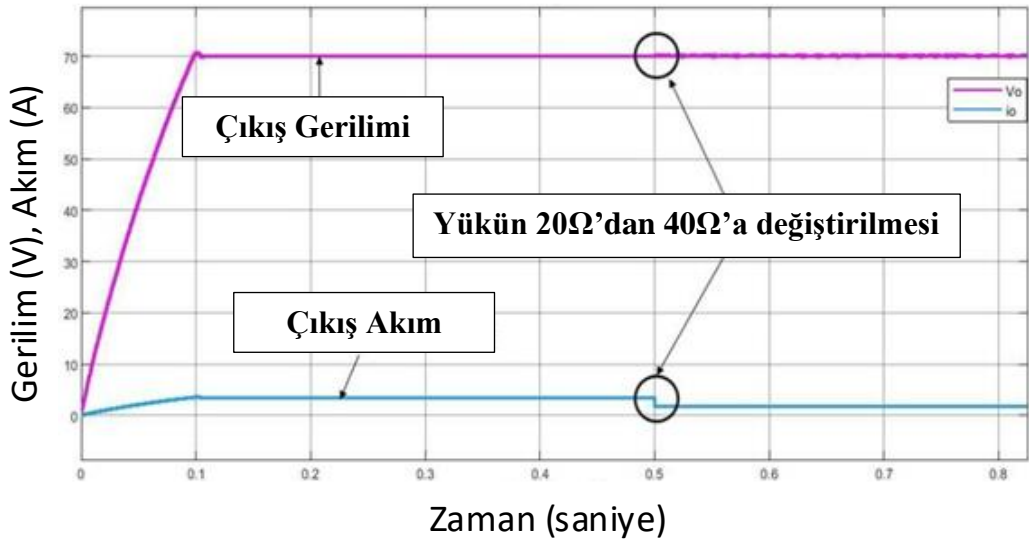 Gerilim (V), Akım (A)
70
60
50
40
30
20
10
0
Çıkış Gerilimi
Vo
io
Yükün 20Ω’dan 40Ω’a değiştirilmesi
Çıkış Akım
0 0.1 0.2 0.3 0.4 0.5 0.6 0.7 0.8
Zaman (saniye)